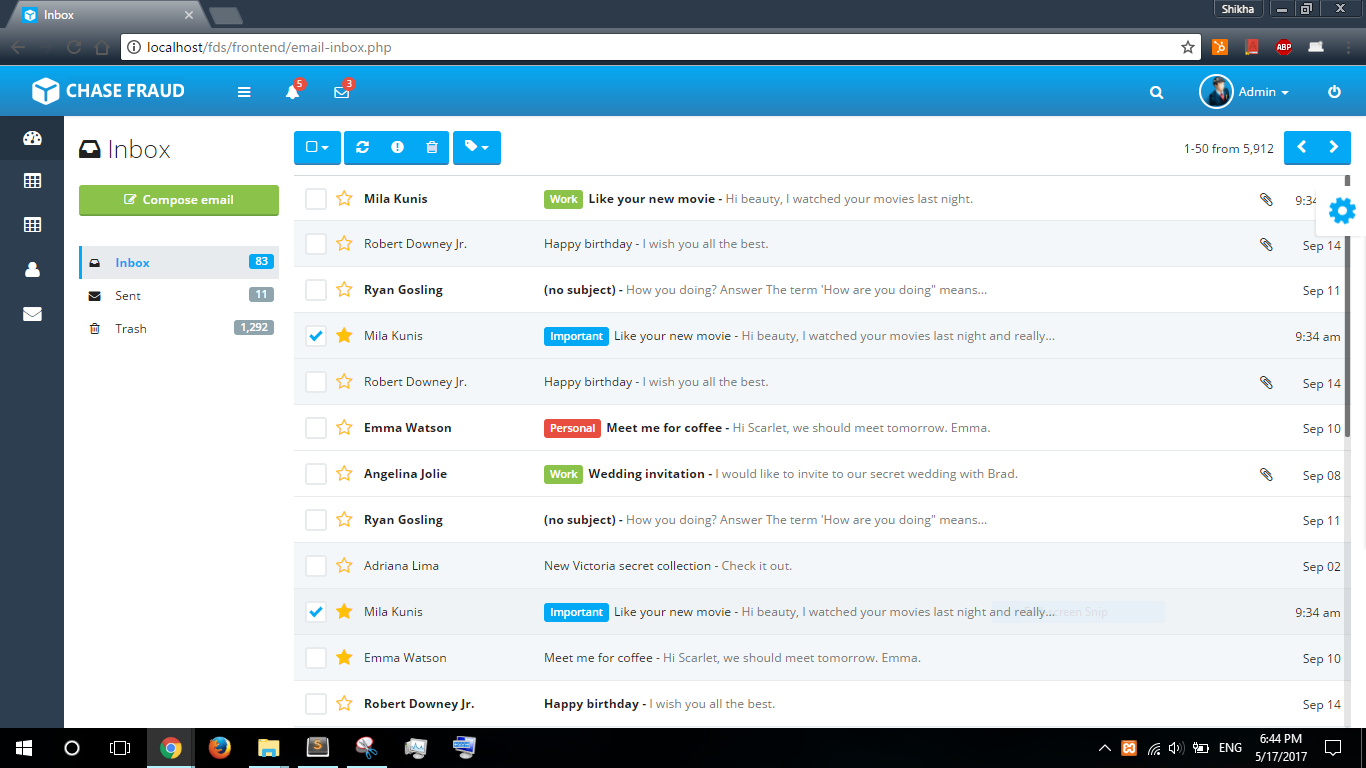 Inbox
Shikha
localhost/fds/frontend/email-inbox.php
ABP
CHASE FRAUD
5
3
Admin
Inbox
1-50 from 5,912
Compose email
Inbox 83
Sent 11
Trash 1,292
Mila Kunis Work Like your new movie - Hi beauty, I watched your movies last night. 9:34
Robert Downey Jr. Happy birthday - I wish you all the best. Sep 14
Ryan Gosling (no subject) - How you doing? Answer The term 'How are you doing" means... Sep 11
Mila Kunis Important Like your new movie - Hi beauty, I watched your movies last night and really... 9:34 am
Robert Downey Jr. Happy birthday - I wish you all the best. Sep 14
Emma Watson Personal Meet me for coffee - Hi Scarlet, we should meet tomorrow. Emma. Sep 10
Angelina Jolie Work Wedding invitation - I would like to invite to our secret wedding with Brad. Sep 08
Ryan Gosling (no subject) - How you doing? Answer The term 'How are you doing" means... Sep 11
Adriana Lima New Victoria secret collection - Check it out. Sep 02
Mila Kunis Important Like your new movie - Hi beauty, I watched your movies last night and really... 9:34 am
Snip
Emma Watson Meet me for coffee - Hi Scarlet, we should meet tomorrow. Emma. Sep 10
Robert Downey Jr. Happy birthday - I wish you all the best. Sep 14
ENG
6:44 PM
5/17/2017